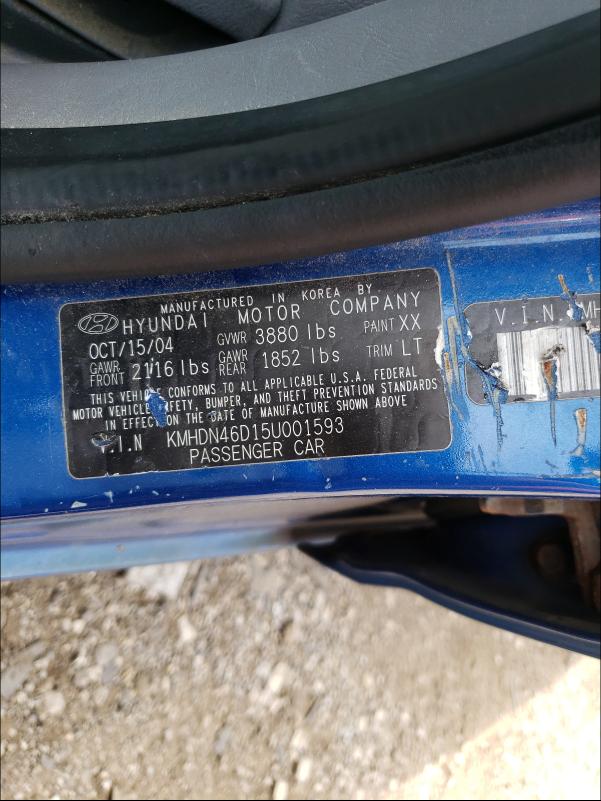 MANUFACTURED IN KOREA BY
HYUNDAI MOTOR COMPANY
OCT/15/04 GVWR 3880 lbs PAINT XX
GAWR FRONT 2116 lbs GAWR REAR 1852 lbs TRIM LT
THIS VEHICLE CONFORMS TO ALL APPLICABLE U.S.A. FEDERAL
MOTOR VEHICLE SAFETY, BUMPER, AND THEFT PREVENTION STANDARDS
IN EFFECT ON THE DATE OF MANUFACTURE SHOWN ABOVE
V.I.N KMHDN46D15U001593
PASSENGER CAR
V.I.N